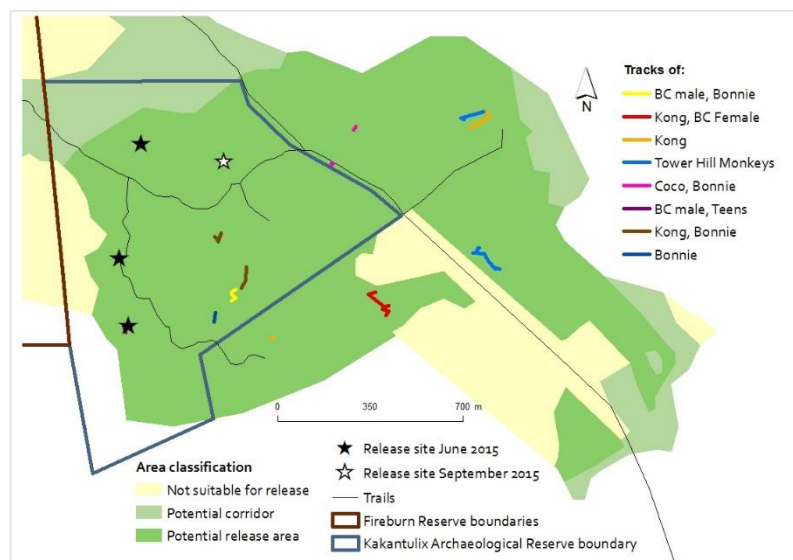 Tracks of:
N
BC male, Bonnie
Kong, BC Female
Kong
Tower Hill Monkeys
Coco, Bonnie
BC male, Teens
Kong, Bonnie
Bonnie
0 350 700 m
Release site June 2015
Release site September 2015
Trails
Fireburn Reserve boundaries
Kakantulix Archaeological Reserve boundary
Area classification
Not suitable for release
Potential corridor
Potential release area